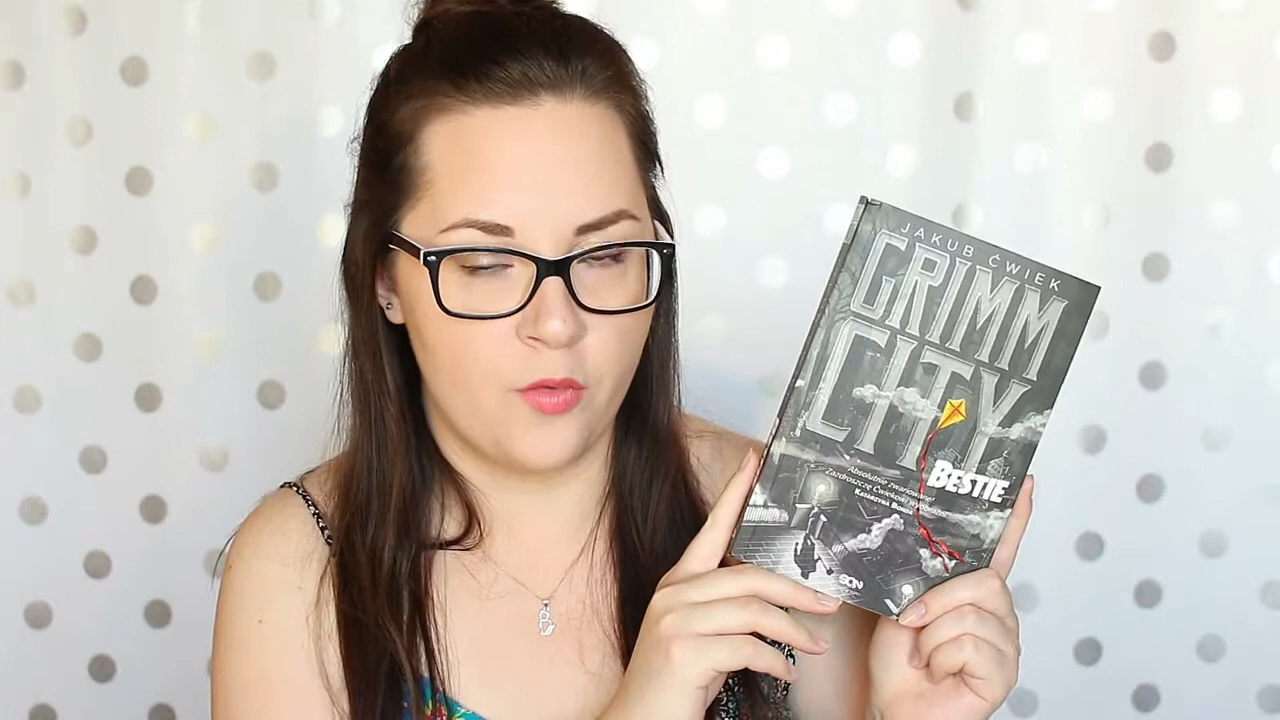 JAKUB ĆWIEK
GRIMM
CITY
BESTIE
Absolutnie zwariowane!
Zazdroszczę Ćwiekowi wyobraźni!
KATARZYNA BONDA
SQN